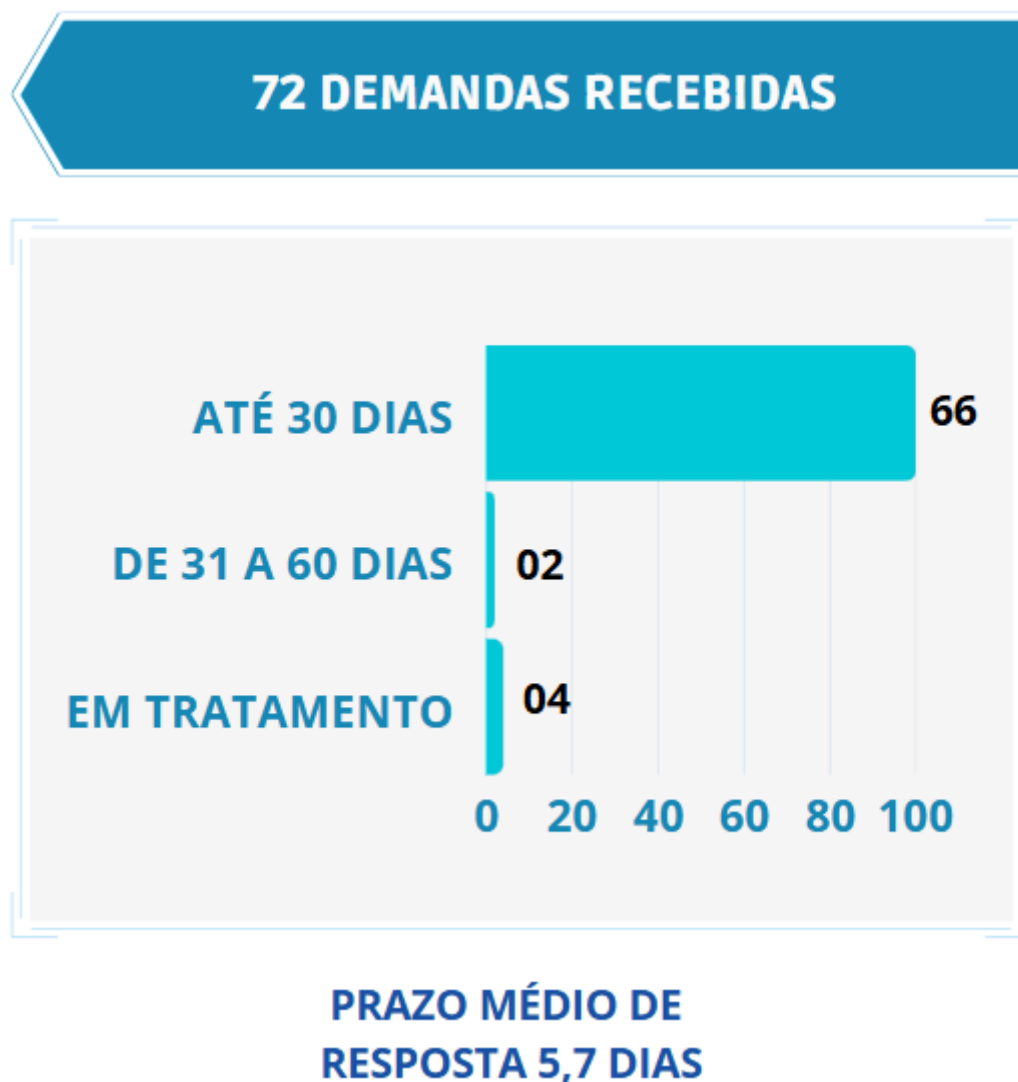 72 DEMANDAS RECEBIDAS
ATÉ 30 DIAS 66
DE 31 A 60 DIAS 02
EM TRATAMENTO 04
0 20 40 60 80 100
PRAZO MÉDIO DE
RESPOSTA 5,7 DIAS